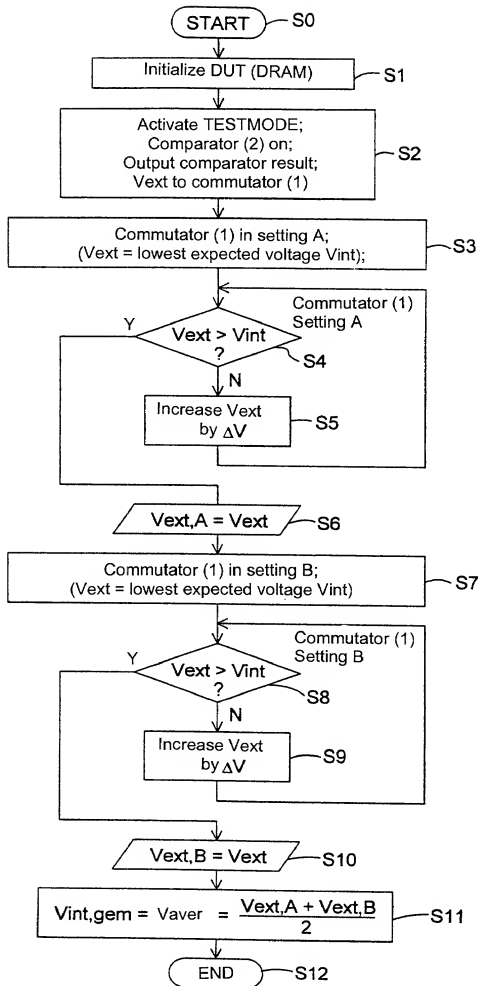 START S0
Initialize DUT (DRAM) S1
Activate TESTMODE;
Comparator (2) on;
Output comparator result;
Vext to commutator (1)
S2
Commutator (1) in setting A;
(Vext = lowest expected voltage Vint);
S3
Commutator (1)
Setting A
Y
Vext > Vint
?
S4
N
Increase Vext
by ΔV
S5
Vext,A = Vext S6
Commutator (1) in setting B;
(Vext = lowest expected voltage Vint)
S7
Commutator (1)
Setting B
Y
Vext > Vint
?
S8
N
Increase Vext
by ΔV
S9
Vext,B = Vext S10
Vint,gem = Vaver = Vext,A + Vext,B
2
S11
END S12